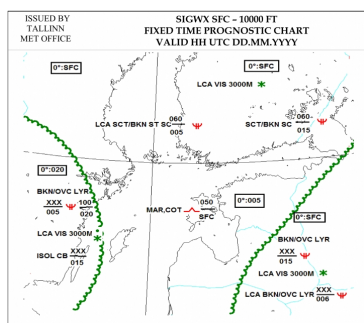 ISSUED BY
TALLINN
MET OFFICE
SIGWX SFC – 10000 FT
FIXED TIME PROGNOSTIC CHART
VALID HH UTC DD.MM.YYYY
0°:SFC
0°:SFC
LCA VIS 3000M
LCA SCT/BKN ST SC
060
005
SCT/BKN SC
060
015
0°:020
BKN/OVC LYR
XXX
005
100
020
LCA VIS 3000M
ISOL CB
XXX
015
0°:005
MAR,COT
050
SFC
0°:SFC
BKN/OVC LYR
XXX
015
LCA VIS 3000M
LCA BKN/OVC LYR
XXX
006